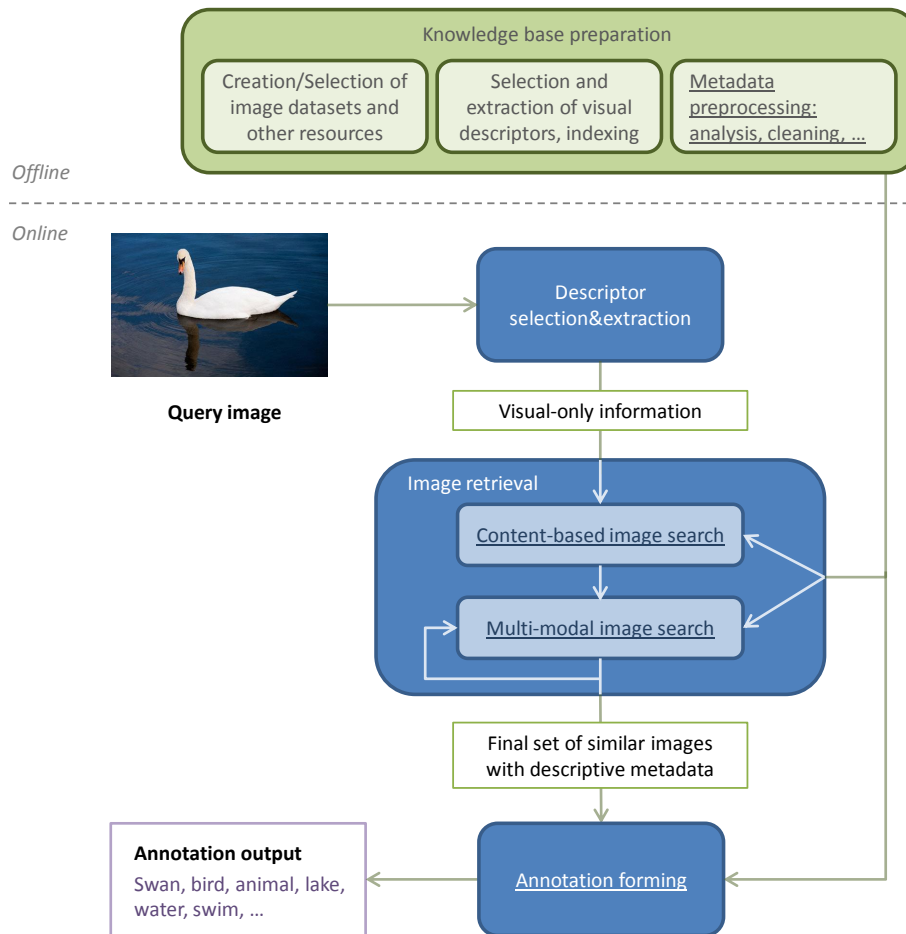 Knowledge base preparation
Creation/Selection of
image datasets and
other resources
Selection and
extraction of visual
descriptors, indexing
Metadata
preprocessing:
analysis, cleaning, …
Offline
Online
Descriptor
selection&extraction
Query image
Visual-only information
Image retrieval
Content-based image search
Multi-modal image search
Final set of similar images
with descriptive metadata
Annotation output
Swan, bird, animal, lake,
water, swim, …
Annotation forming